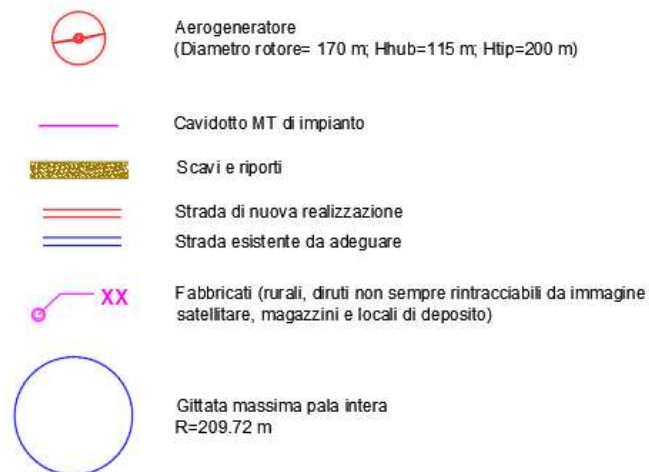 Aerogeneratore
(Diametro rotore= 170 m; Hhub=115 m; Htip=200 m)
Cavidotto MT di impianto
Scavi e riporti
Strada di nuova realizzazione
Strada esistente da adeguare
XX
Fabbricati (rurali, diruti non sempre rintracciabili da immagine
satellitare, magazzini e locali di deposito)
Gittata massima pala intera
R=209.72 m